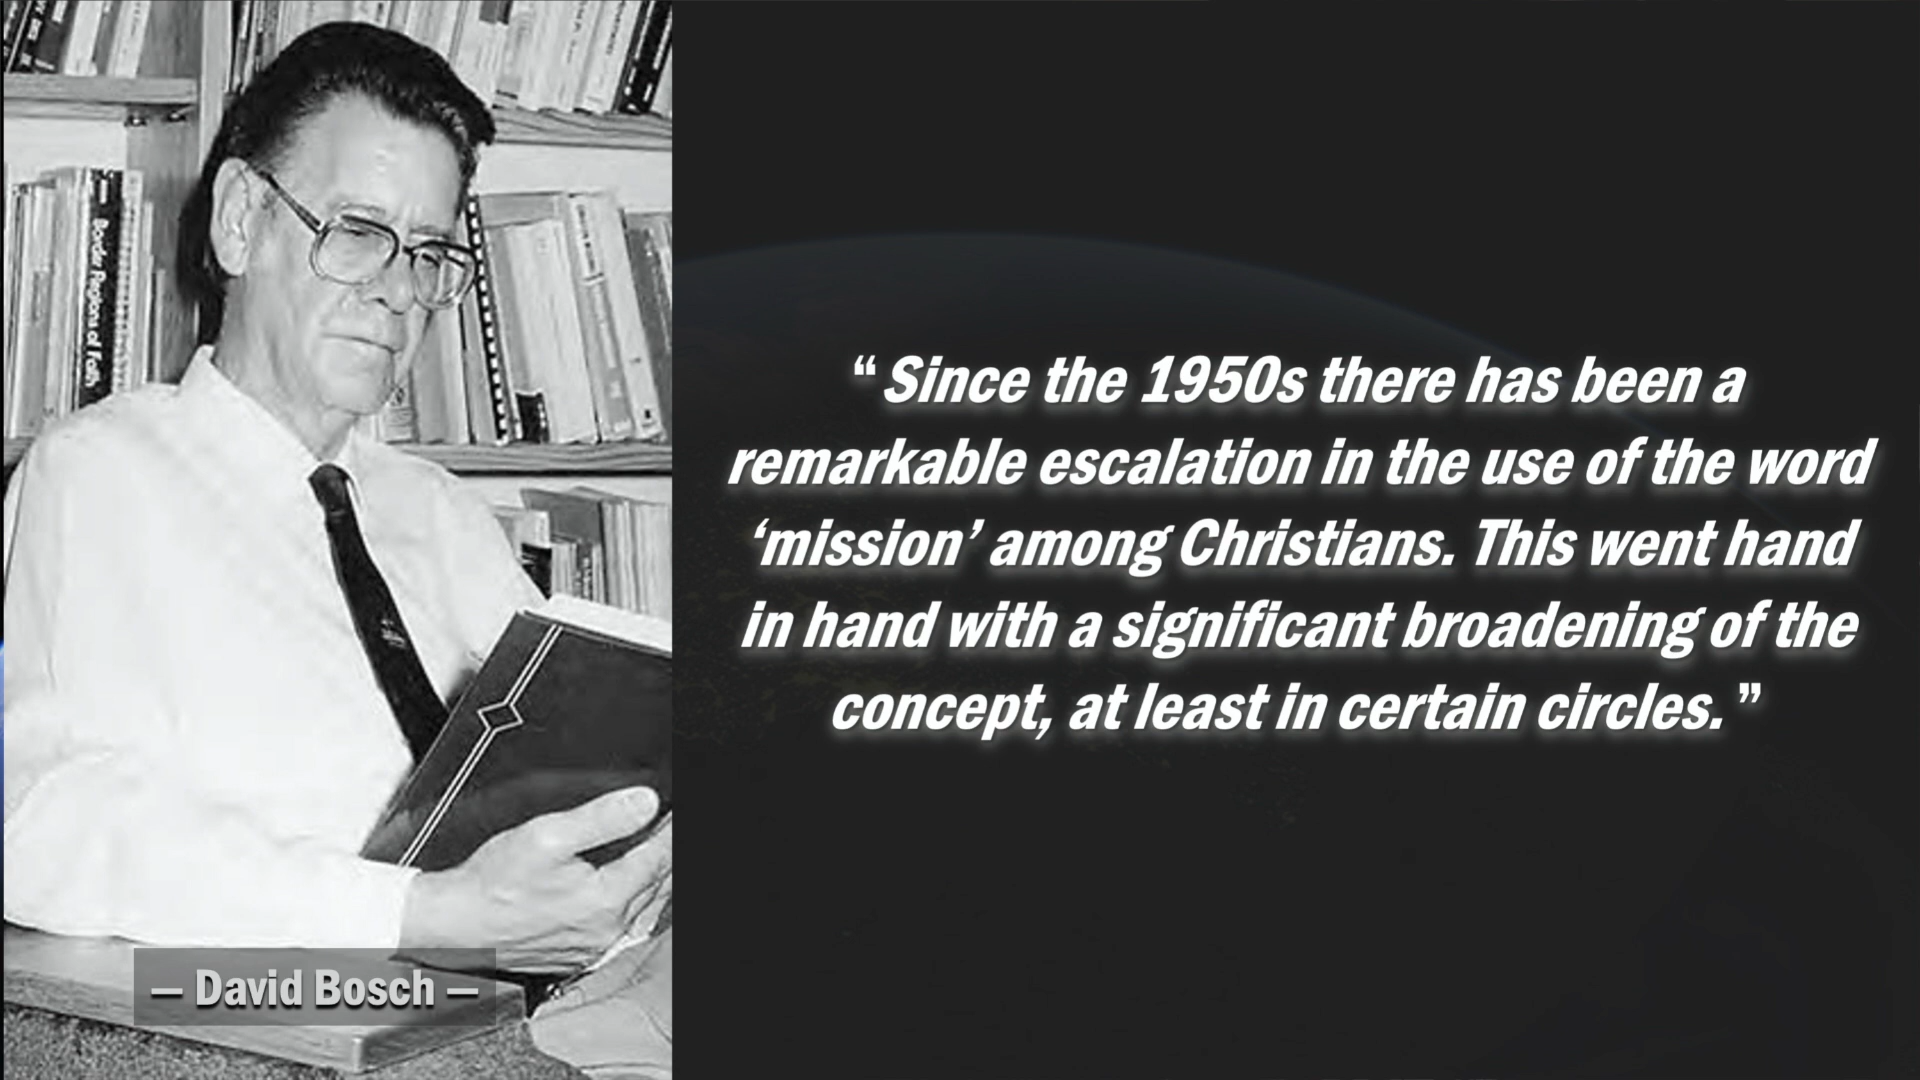 Border Regions of Faith
“ Since the 1950s there has been a
remarkable escalation in the use of the word
‘mission’ among Christians. This went hand
in hand with a significant broadening of the
concept, at least in certain circles. ”
— David Bosch —